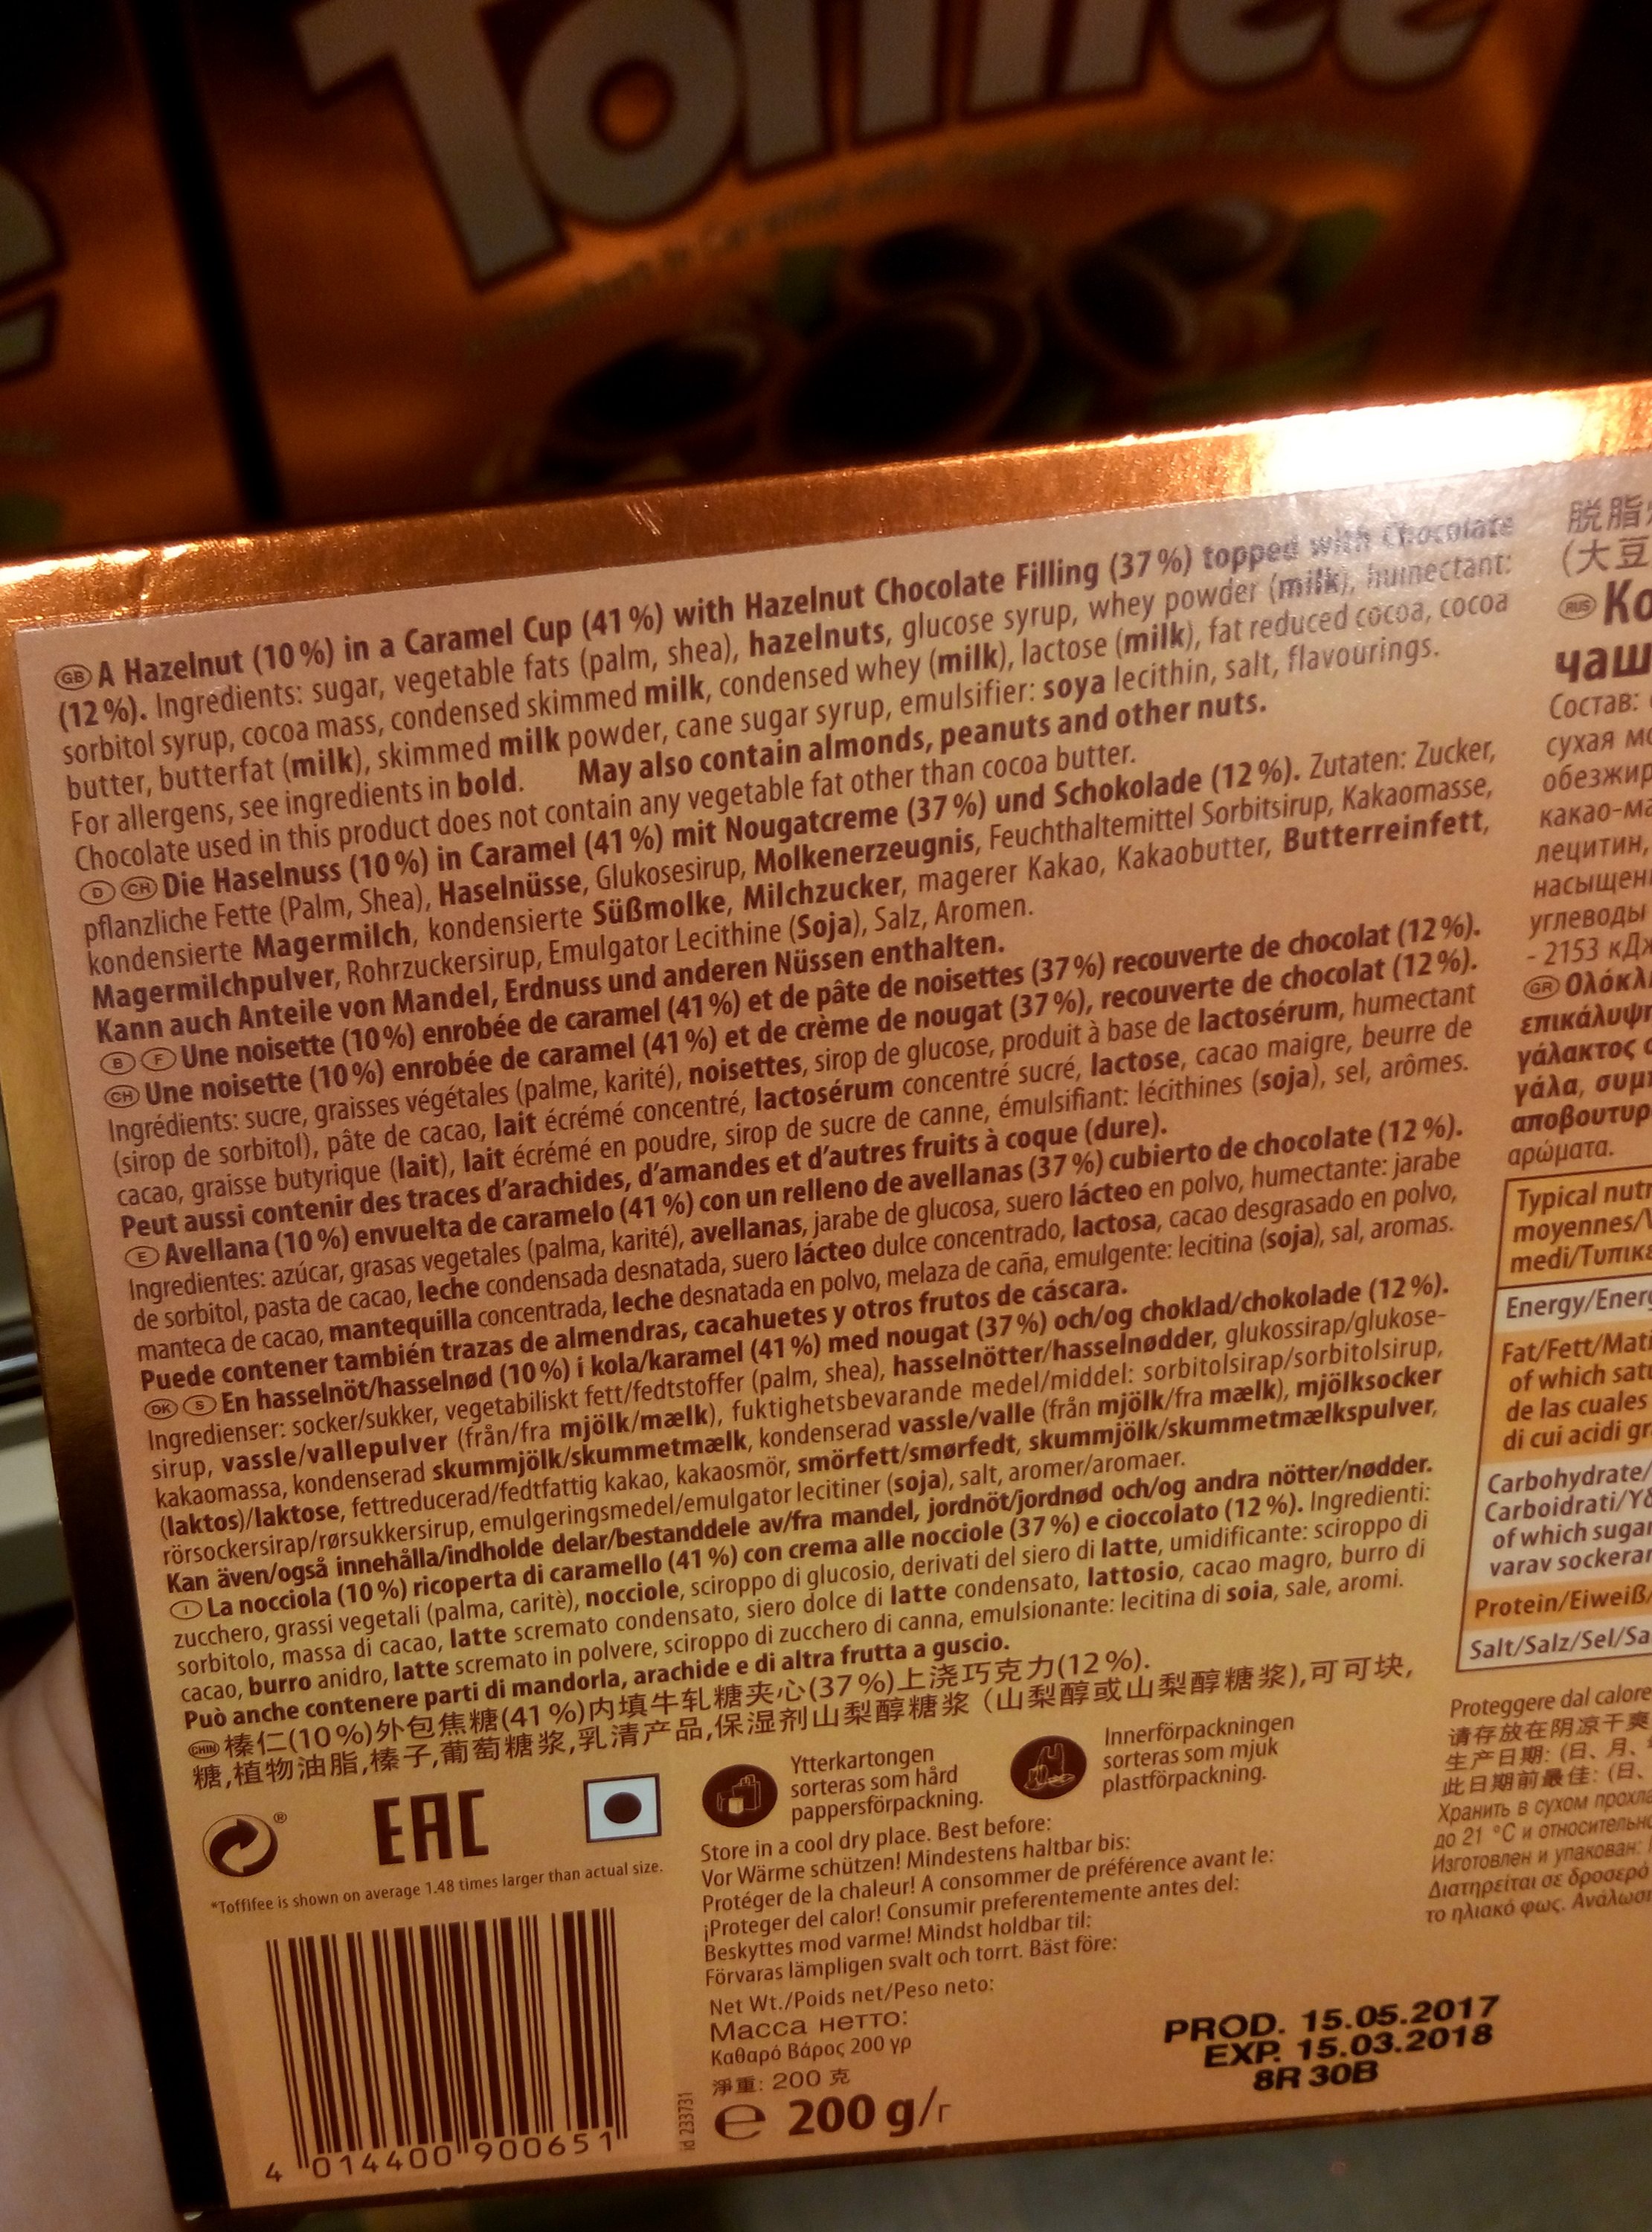 Toffifee
GB A Hazelnut (10 %) in a Caramel Cup (41 %) with Hazelnut Chocolate Filling (37 %) topped with Chocolate
(12 %). Ingredients: sugar, vegetable fats (palm, shea), hazelnuts, glucose syrup, whey powder (milk), humectant:
sorbitol syrup, cocoa mass, condensed skimmed milk, condensed whey (milk), lactose (milk), fat reduced cocoa, cocoa
butter, butterfat (milk), skimmed milk powder, cane sugar syrup, emulsifier: soya lecithin, salt, flavourings.
For allergens, see ingredients in bold. May also contain almonds, peanuts and other nuts.
Chocolate used in this product does not contain any vegetable fat other than cocoa butter.
D CH Die Haselnuss (10 %) in Caramel (41 %) mit Nougatcreme (37 %) und Schokolade (12 %). Zutaten: Zucker,
pflanzliche Fette (Palm, Shea), Haselnüsse, Glukosesirup, Molkenerzeugnis, Feuchthaltemittel Sorbitsirup, Kakaomasse,
kondensierte Magermilch, kondensierte Süßmolke, Milchzucker, magerer Kakao, Kakaobutter, Butterreinfett,
Magermilchpulver, Rohrzuckersirup, Emulgator Lecithine (Soja), Salz, Aromen.
Kann auch Anteile von Mandel, Erdnuss und anderen Nüssen enthalten.
B F Une noisette (10 %) enrobée de caramel (41 %) et de pâte de noisettes (37 %) recouverte de chocolat (12 %).
CH Une noisette (10 %) enrobée de caramel (41 %) et de crème de nougat (37 %), recouverte de chocolat (12 %).
Ingrédients: sucre, graisses végétales (palme, karité), noisettes, sirop de glucose, produit à base de lactosérum, humectant
(sirop de sorbitol), pâte de cacao, lait écrémé concentré, lactosérum concentré sucré, lactose, cacao maigre, beurre de
cacao, graisse butyrique (lait), lait écrémé en poudre, sirop de sucre de canne, émulsifiant: lécithines (soja), sel, arômes.
Peut aussi contenir des traces d'arachides, d'amandes et d'autres fruits à coque (dure).
E Avellana (10 %) envuelta de caramelo (41 %) con un relleno de avellanas (37 %) cubierto de chocolate (12 %).
Ingredientes: azúcar, grasas vegetales (palma, karité), avellanas, jarabe de glucosa, suero lácteo en polvo, humectante: jarabe
de sorbitol, pasta de cacao, leche condensada desnatada, suero lácteo dulce concentrado, lactosa, cacao desgrasado en polvo,
manteca de cacao, mantequilla concentrada, leche desnatada en polvo, melaza de caña, emulgente: lecitina (soja), sal, aromas.
Puede contener también trazas de almendras, cacahuetes y otros frutos de cáscara.
DK S En hasselnöt/hasselnød (10 %) i kola/karamel (41 %) med nougat (37 %) och/og choklad/chokolade (12 %).
Ingredienser: socker/sukker, vegetabiliskt fett/fedtstoffer (palm, shea), hasselnötter/hasselnødder, glukossirap/glukose-
sirup, vassle/vallepulver (från/fra mjölk/mælk), fuktighetsbevarande medel/middel: sorbitolsirap/sorbitolsirup,
kakaomassa, kondenserad skummjölk/skummetmælk, kondenserad vassle/valle (från mjölk/fra mælk), mjölksocker
(laktos)/laktose, fettreducerad/fedtfattig kakao, kakaosmör, smörfett/smørfedt, skummjölk/skummetmælkspulver,
rörsockersirap/rørsukkersirup, emulgeringsmedel/emulgator lecitiner (soja), salt, aromer/aromaer.
Kan även/også innehålla/indholde delar/bestanddele av/fra mandel, jordnöt/jordnød och/og andra nötter/nødder.
I La nocciola (10 %) ricoperta di caramello (41 %) con crema alle nocciole (37 %) e cioccolato (12 %). Ingredienti:
zucchero, grassi vegetali (palma, caritè), nocciole, sciroppo di glucosio, derivati del siero di latte, umidificante: sciroppo di
sorbitolo, massa di cacao, latte scremato condensato, siero dolce di latte condensato, lattosio, cacao magro, burro di
cacao, burro anidro, latte scremato in polvere, sciroppo di zucchero di canna, emulsionante: lecitina di soia, sale, aromi.
Può anche contenere parti di mandorla, arachide e di altra frutta a guscio.
CHIN 榛仁(10 %)外包焦糖(41 %)内填牛轧糖夹心(37 %)上浇巧克力(12 %).
糖,植物油脂,榛子,葡萄糖浆,乳清产品,保湿剂山梨醇糖浆（山梨醇或山梨醇糖浆),可可块,
EAC
Ytterkartongen
sorteras som hård
pappersförpackning.
Innerförpackningen
sorteras som mjuk
plastförpackning.
*Toffifee is shown on average 1.48 times larger than actual size.
Store in a cool dry place. Best before:
Vor Wärme schützen! Mindestens haltbar bis:
Protéger de la chaleur! A consommer de préférence avant le:
¡Proteger del calor! Consumir preferentemente antes del:
Beskyttes mod varme! Mindst holdbar til:
Förvaras lämpligen svalt och torrt. Bäst före:
Net Wt./Poids net/Peso neto:
Масса нетто:
Καθαρό Βάρος 200 γρ
淨重: 200 克
e 200 g/г
id 233731
4 014400 900651
PROD. 15.05.2017
EXP. 15.03.2018
8R 30B
脱脂
(大豆
RUS Ко
чаш
Состав:
сухая мо
обезжир
какао-ма
лецитин,
насыщен
углеводы
- 2153 кДж
GR Ολόκλ
επικάλυψη
γάλακτος
γάλα, συμπ
αποβουτυρ
αρώματα.
Typical nutr
moyennes/V
medi/Τυπικέ
Energy/Energ
Fat/Fett/Mati
of which satu
de las cuales
di cui acidi gr
Carbohydrate/
Carboidrati/Υδ
of which sugar
varav sockerar
Protein/Eiweiß/
Salt/Salz/Sel/Sa
Proteggere dal calore
请存放在阴凉干爽
生产日期: (日、月、
此日期前最佳: (日、
Хранить в сухом прохла
до 21 °C и относительно
Изготовлен и упакован:
Διατηρείται σε δροσερό
το ηλιακό φως. Ανάλωση